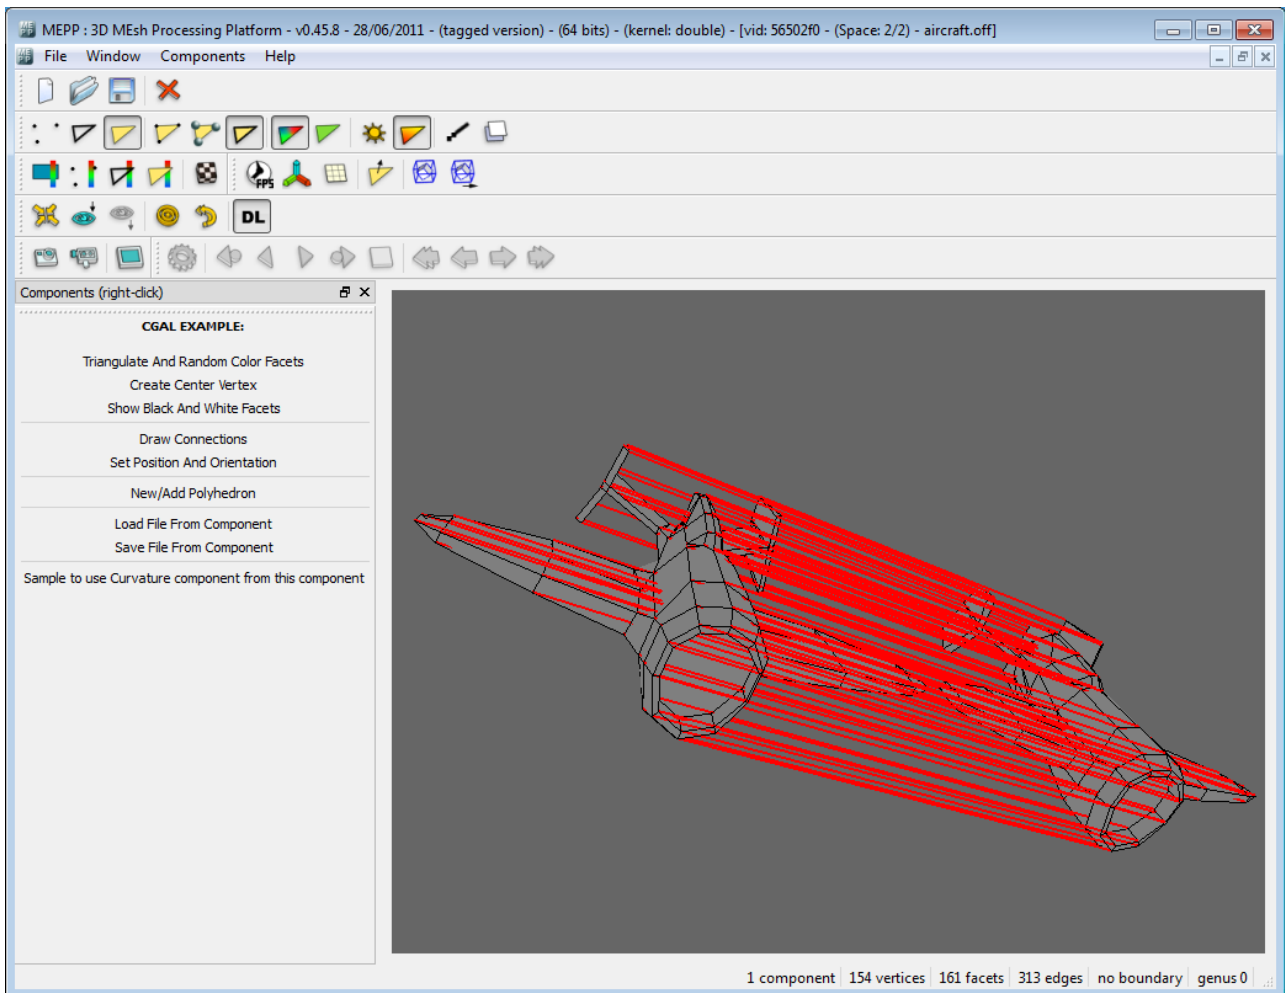 MEPP : 3D MEsh Processing Platform - v0.45.8 - 28/06/2011 - (tagged version) - (64 bits) - (kernel: double) - [vid: 56502f0 - (Space: 2/2) - aircraft.off]
File Window Components Help
FPS
DL
Components (right-click)
CGAL EXAMPLE:
Triangulate And Random Color Facets
Create Center Vertex
Show Black And White Facets
Draw Connections
Set Position And Orientation
New/Add Polyhedron
Load File From Component
Save File From Component
Sample to use Curvature component from this component
1 component 154 vertices 161 facets 313 edges no boundary genus 0